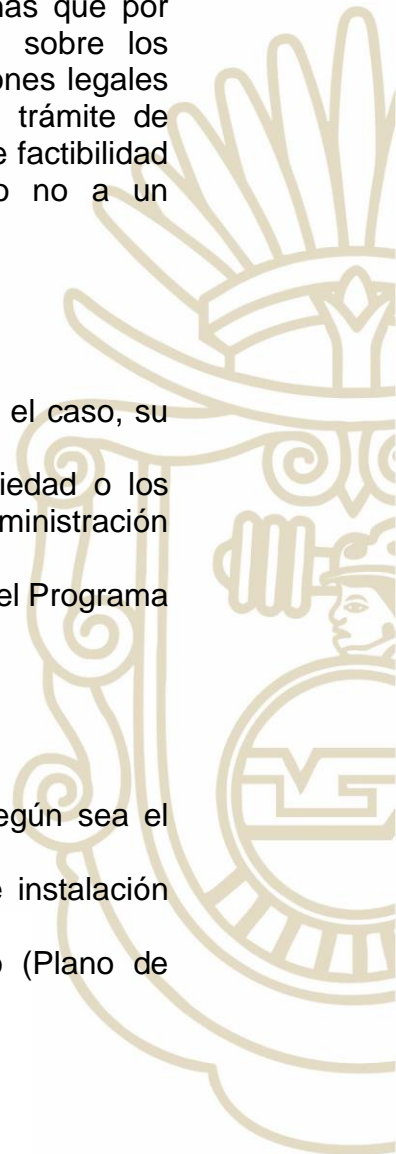 nas que por
sobre los
ones legales
trámite de
e factibilidad
o no a un
el caso, su
iedad o los
ministración
el Programa
egún sea el
e instalación
o (Plano de